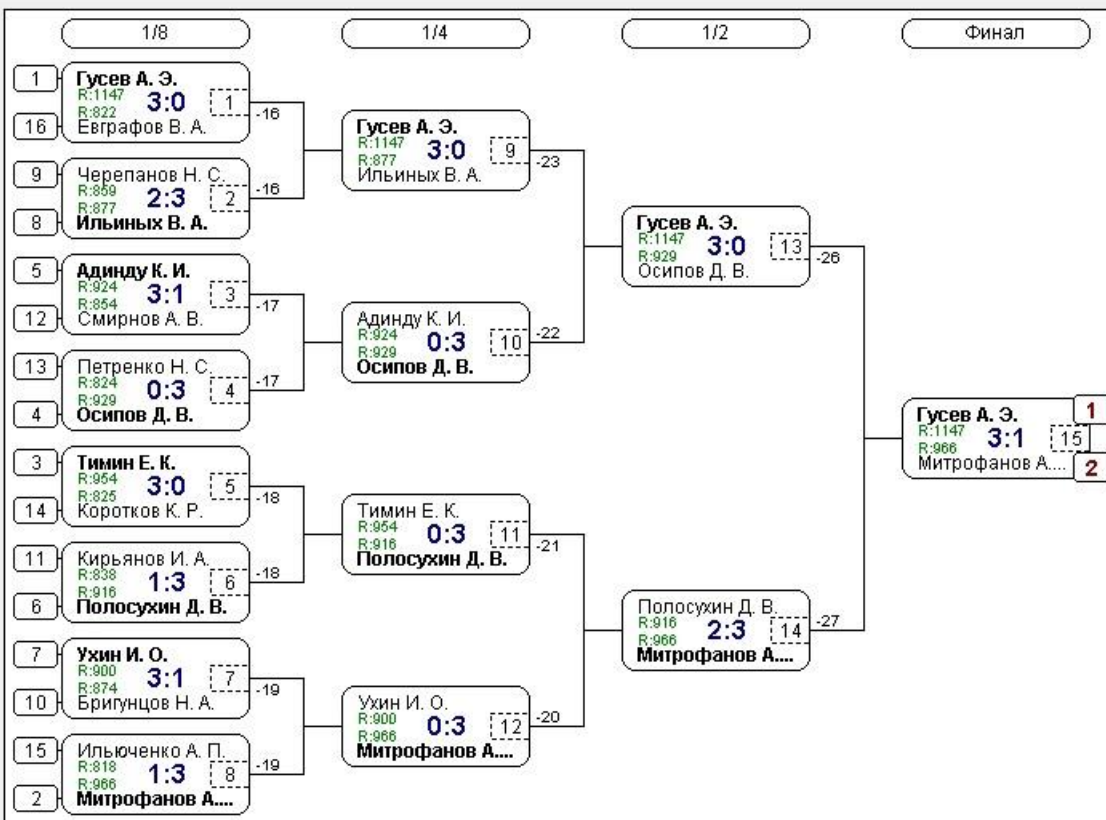 1/8
1/4
1/2
Финал
1
Гусев А. Э.
R:1147
R:822
3:0
1
-16
16
Евграфов В. А.
9
Черепанов Н. С.
R:859
R:877
2:3
2
-16
8
Ильиных В. А.
5
Адинду К. И.
R:924
R:854
3:1
3
-17
12
Смирнов А. В.
13
Петренко Н. С.
R:824
R:929
0:3
4
-17
4
Осипов Д. В.
3
Тимин Е. К.
R:954
R:825
3:0
5
-18
14
Коротков К. Р.
11
Кирьянов И. А.
R:838
R:916
1:3
6
-18
6
Полосухин Д. В.
7
Ухин И. О.
R:900
R:874
3:1
7
-19
10
Бригунцов Н. А.
15
Ильюченко А. П.
R:818
R:966
1:3
8
-19
2
Митрофанов А....
Гусев А. Э.
R:1147
R:877
3:0
9
-23
Ильиных В. А.
Адинду К. И.
R:924
R:929
0:3
10
-22
Осипов Д. В.
Тимин Е. К.
R:954
R:916
0:3
11
-21
Полосухин Д. В.
Ухин И. О.
R:900
R:966
0:3
12
-20
Митрофанов А....
Гусев А. Э.
R:1147
R:929
3:0
13
-26
Осипов Д. В.
Полосухин Д. В.
R:916
R:966
2:3
14
-27
Митрофанов А....
Гусев А. Э.
1
R:1147
R:966
3:1
15
Митрофанов А....
2